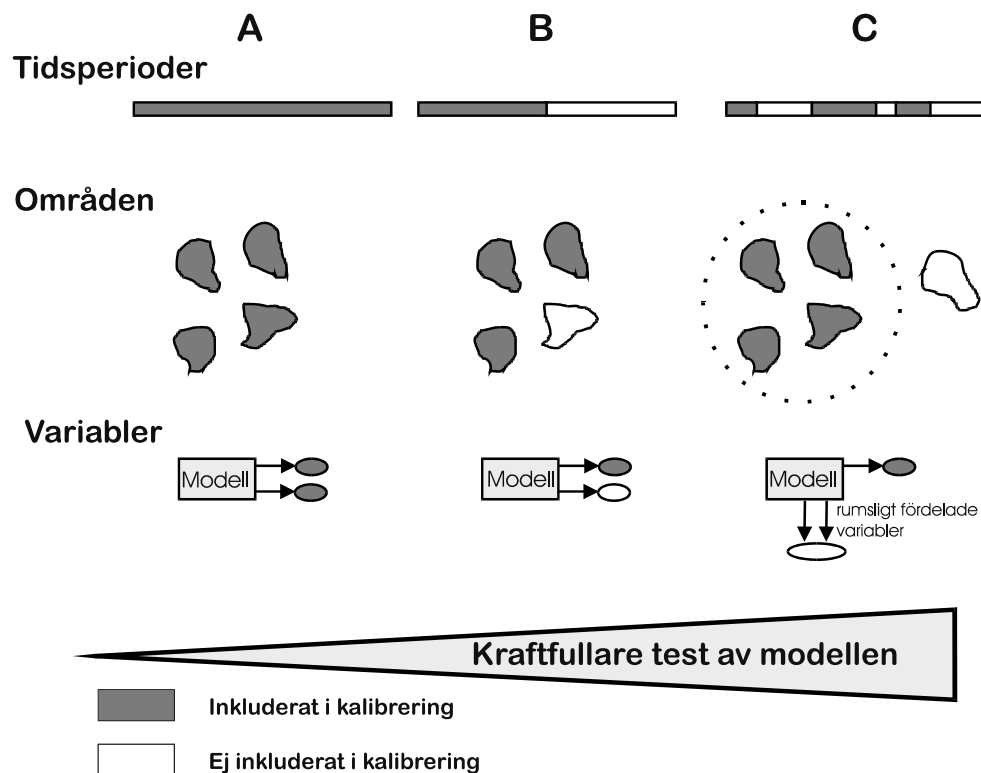 A B C
Tidsperioder
Områden
Variabler
Modell Modell Modell
rumsligt fördelade
variabler
Kraftfullare test av modellen
Inkluderat i kalibrering
Ej inkluderat i kalibrering